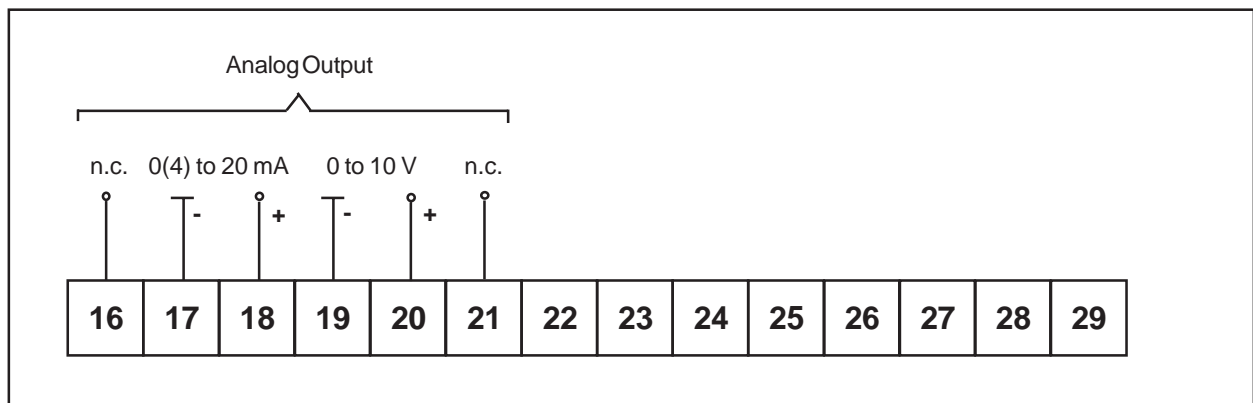 Analog Output
n.c. 0(4) to 20 mA 0 to 10 V n.c.
- + - +
16 17 18 19 20 21 22 23 24 25 26 27 28 29